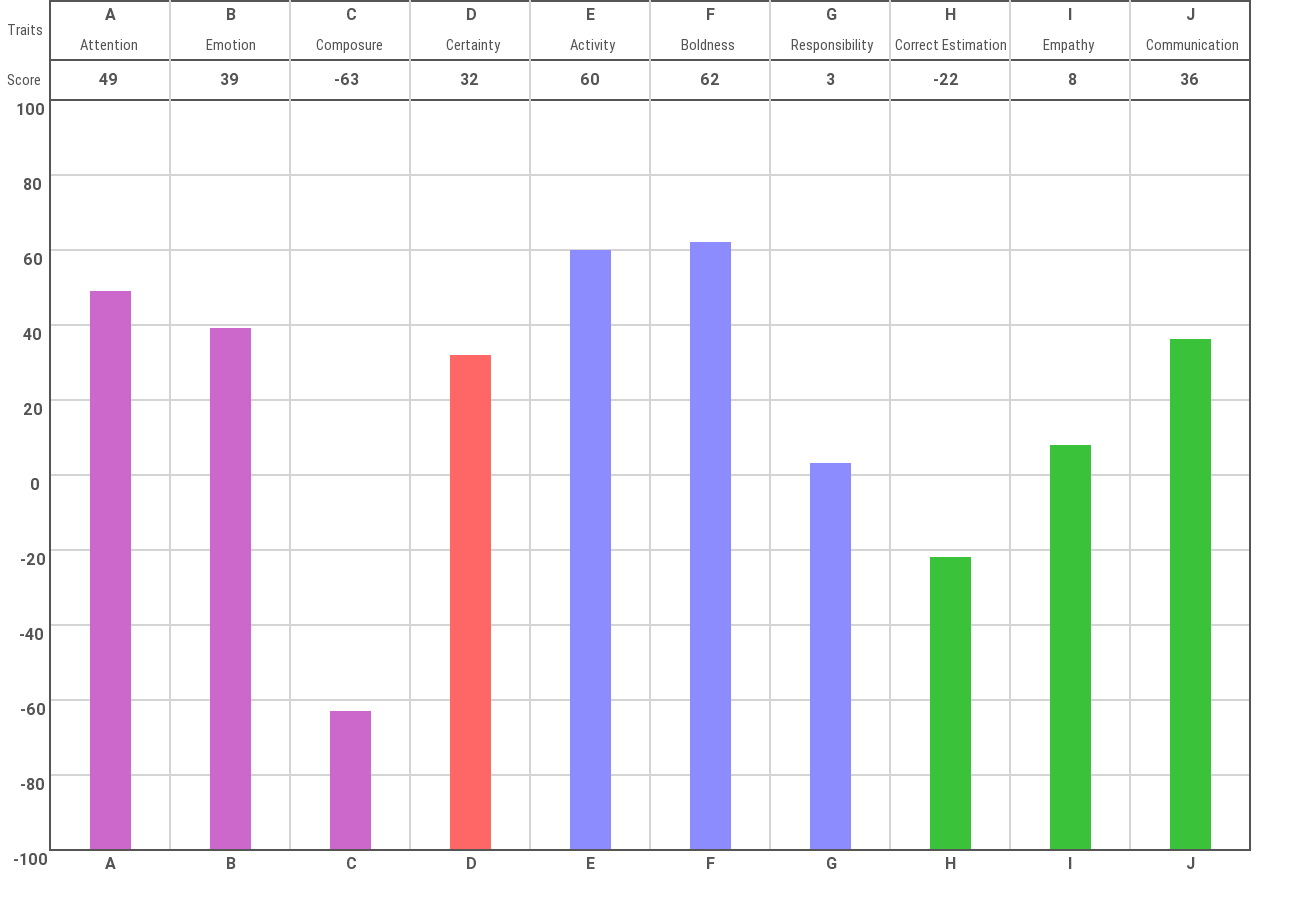 A B C D E F G H I J
Traits
Attention Emotion Composure Certainty Activity Boldness Responsibility Correct Estimation Empathy Communication
Score 49 39 -63 32 60 62 3 -22 8 36
100
80
60
40
20
0
-20
-40
-60
-80
-100
A B C D E F G H I J